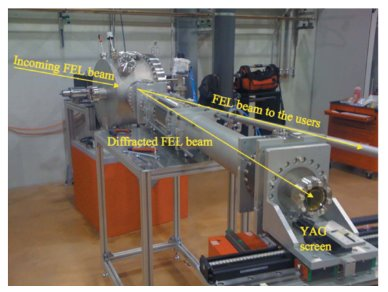 Incoming FEL beam
FEL beam to the users
Diffracted FEL beam
YAG
screen